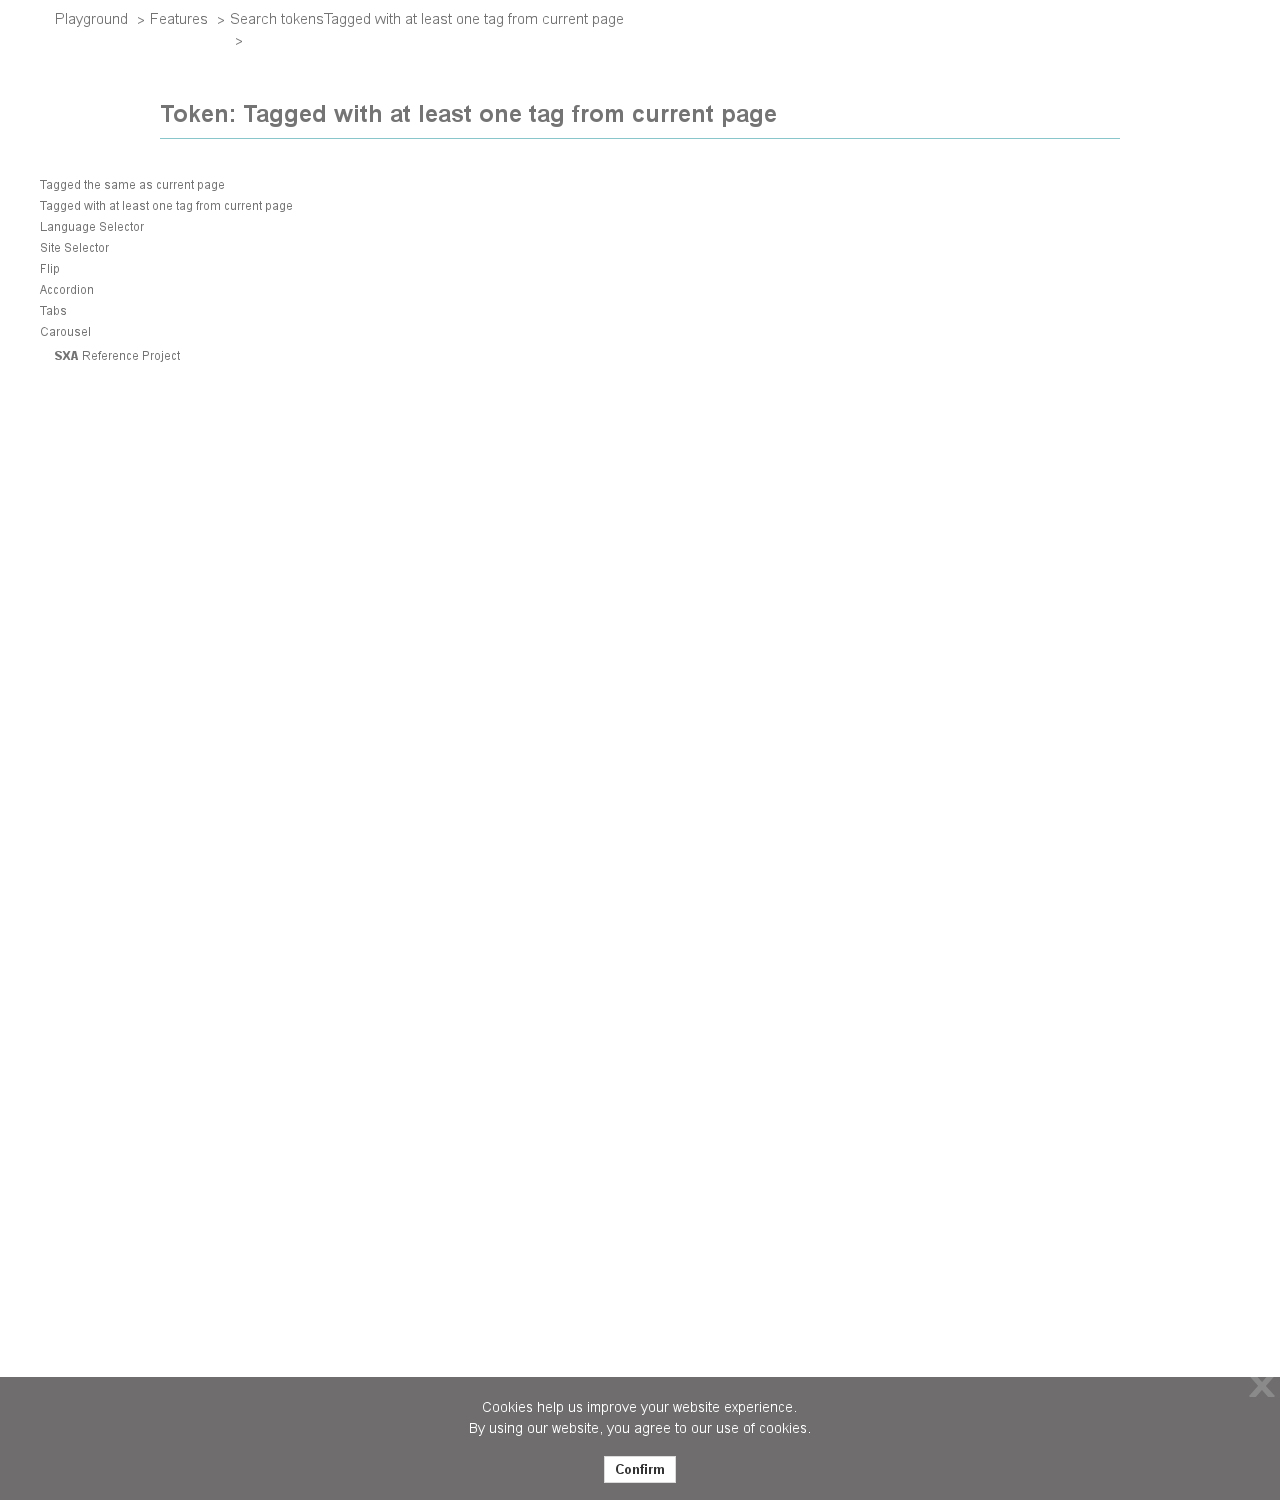 Playground > Features > Search tokensTagged with at least one tag from current page
>
Token: Tagged with at least one tag from current page
Tagged the same as current page
Tagged with at least one tag from current page
Language Selector
Site Selector
Flip
Accordion
Tabs
Carousel
SXA Reference Project
X
Cookies help us improve your website experience.
By using our website, you agree to our use of cookies.
Confirm